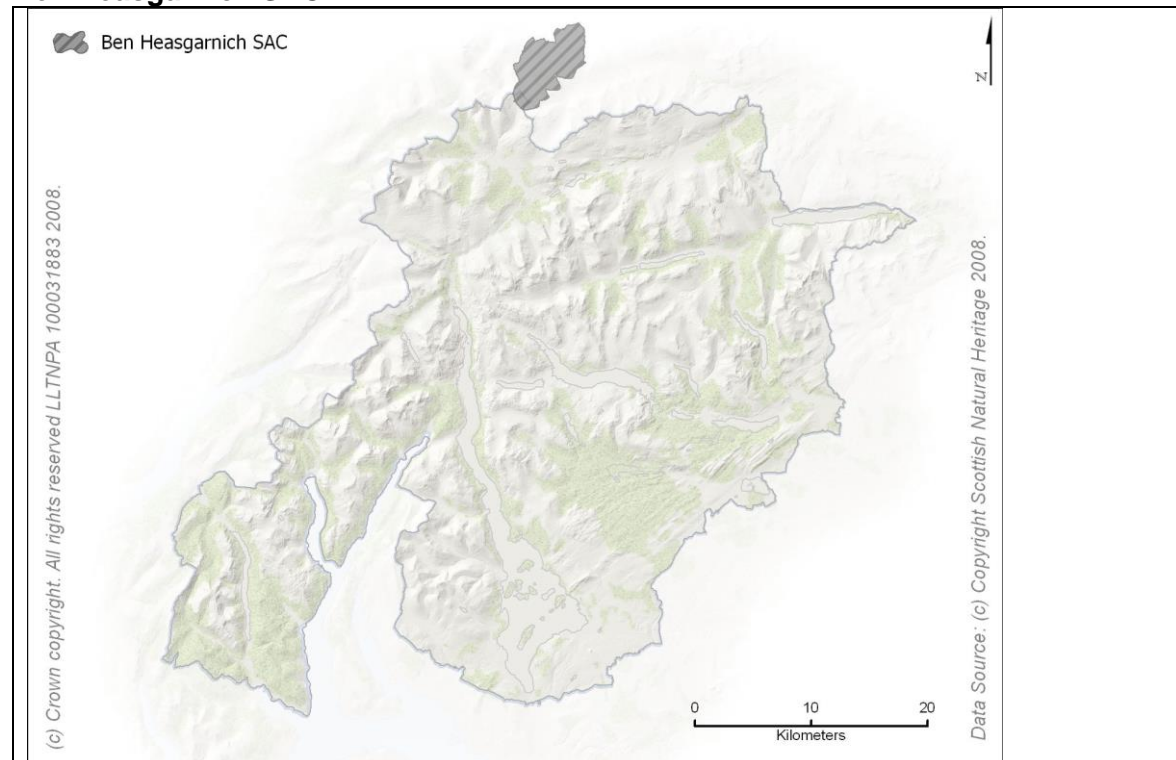 Ben Heasgarnich SAC
N
(c) Crown copyright. All rights reserved LLTNPA 100031883 2008.
Data Source: (c) Copyright Scottish Natural Heritage 2008.
0 10 20
Kilometers